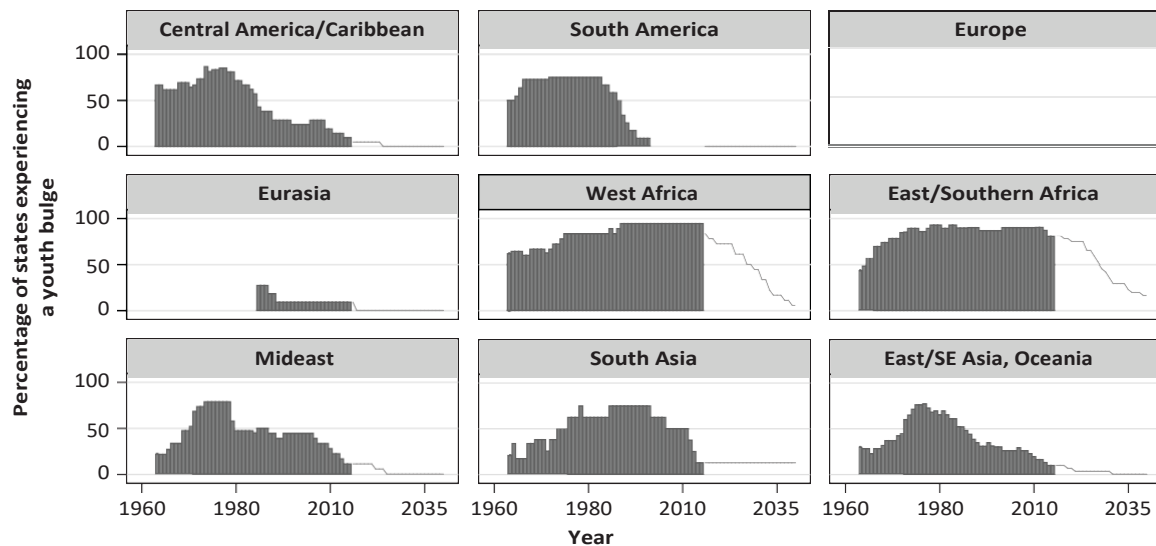 Central America/Caribbean
South America
Europe
100
50
0
Eurasia
West Africa
East/Southern Africa
100
50
0
Mideast
South Asia
East/SE Asia, Oceania
100
50
0
1960 1980 2010 2035
1960 1980 2010 2035
1960 1980 2010 2035
Year
Percentage of states experiencing
a youth bulge